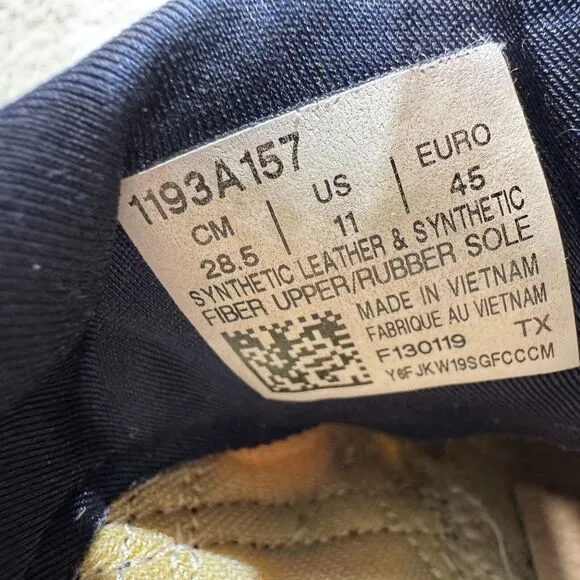 1193A157
CM | US | EURO
28.5 | 11 | 45
SYNTHETIC LEATHER & SYNTHETIC
FIBER UPPER/RUBBER SOLE
MADE IN VIETNAM
FABRIQUE AU VIETNAM
F130119 TX
Y6FJKW19SGFCCCM